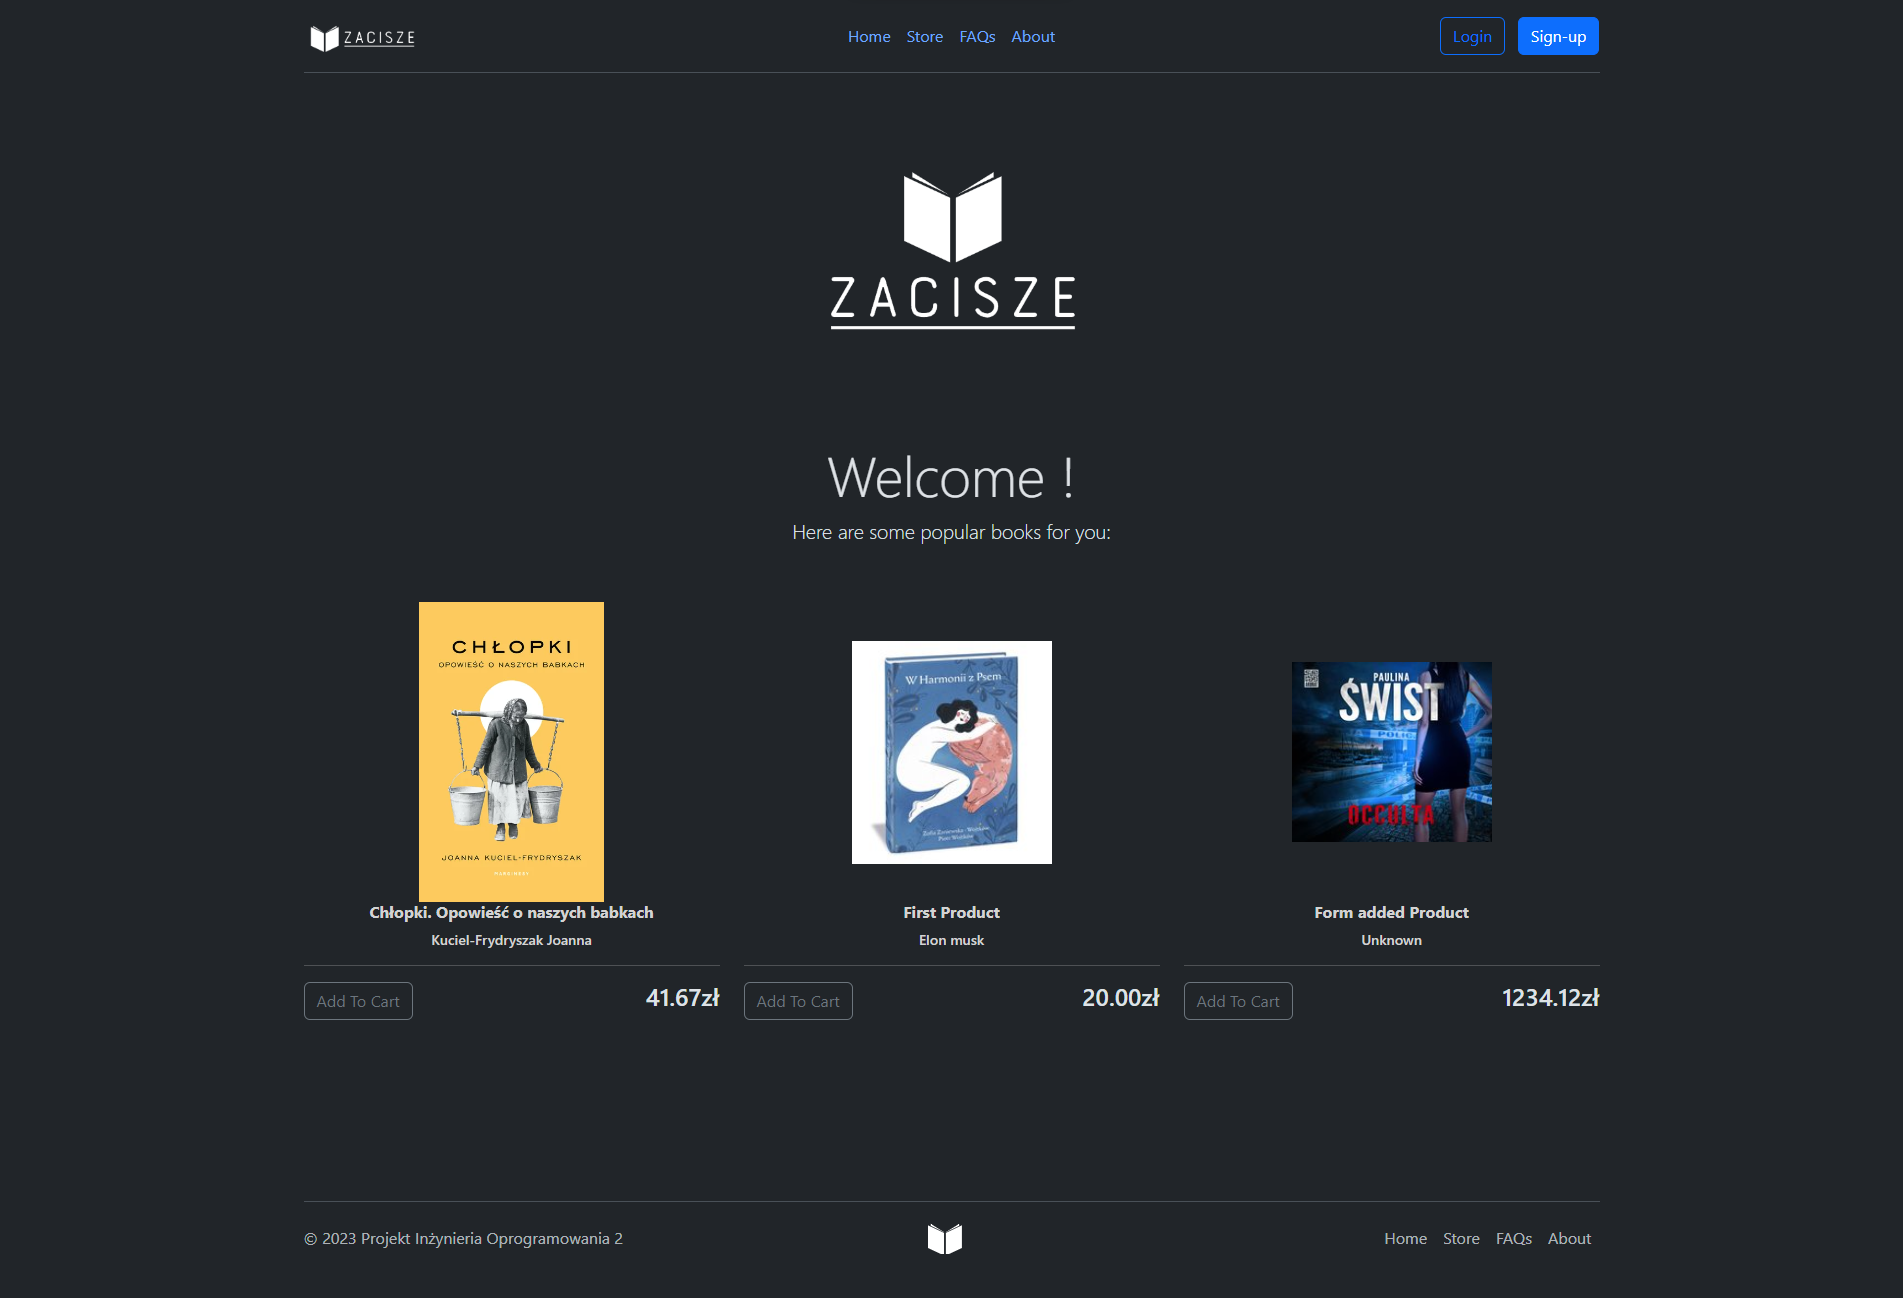 ZACISZE
Home Store FAQs About
Login Sign-up
ZACISZE
Welcome !
Here are some popular books for you:
CHŁOPKI
OPOWIEŚĆ O NASZYCH BABKACH
JOANNA KUCIEL-FRYDRYSZAK
MARGINESY
W Harmonii z Psem
PAULINA
ŚWIST
OCCULTA
Chłopki. Opowieść o naszych babkach
Kuciel-Frydryszak Joanna
Add To Cart 41.67zł
First Product
Elon musk
Add To Cart 20.00zł
Form added Product
Unknown
Add To Cart 1234.12zł
© 2023 Projekt Inżynieria Oprogramowania 2
Home Store FAQs About